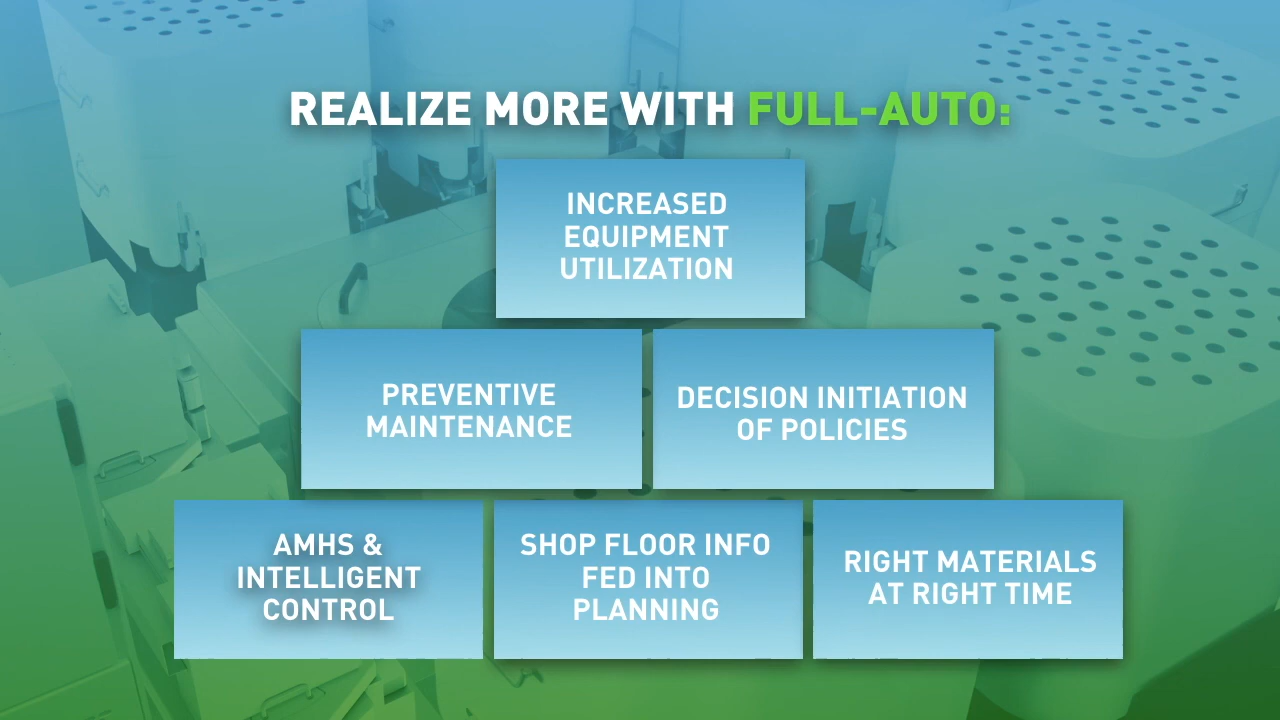 REALIZE MORE WITH FULL-AUTO:
INCREASED
EQUIPMENT
UTILIZATION
PREVENTIVE
MAINTENANCE
DECISION INITIATION
OF POLICIES
AMHS &
INTELLIGENT
CONTROL
SHOP FLOOR INFO
FED INTO
PLANNING
RIGHT MATERIALS
AT RIGHT TIME